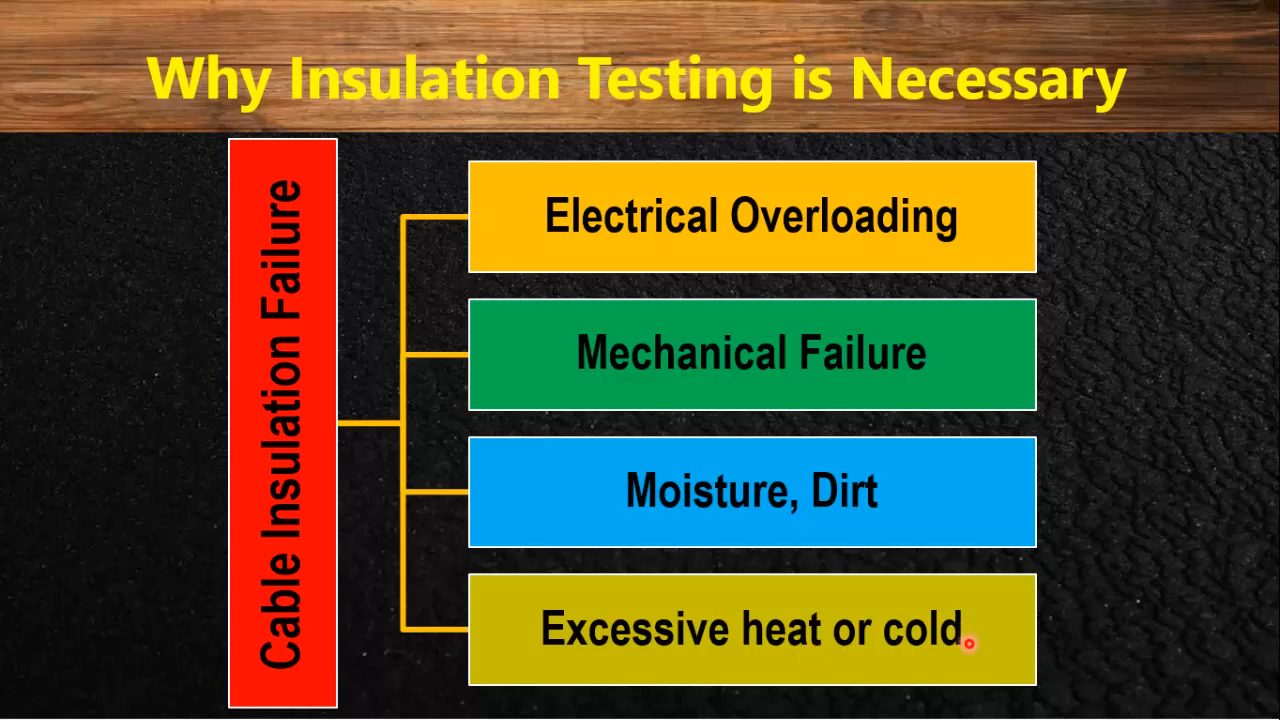 Why Insulation Testing is Necessary
Cable Insulation Failure
Electrical Overloading
Mechanical Failure
Moisture, Dirt
Excessive heat or cold